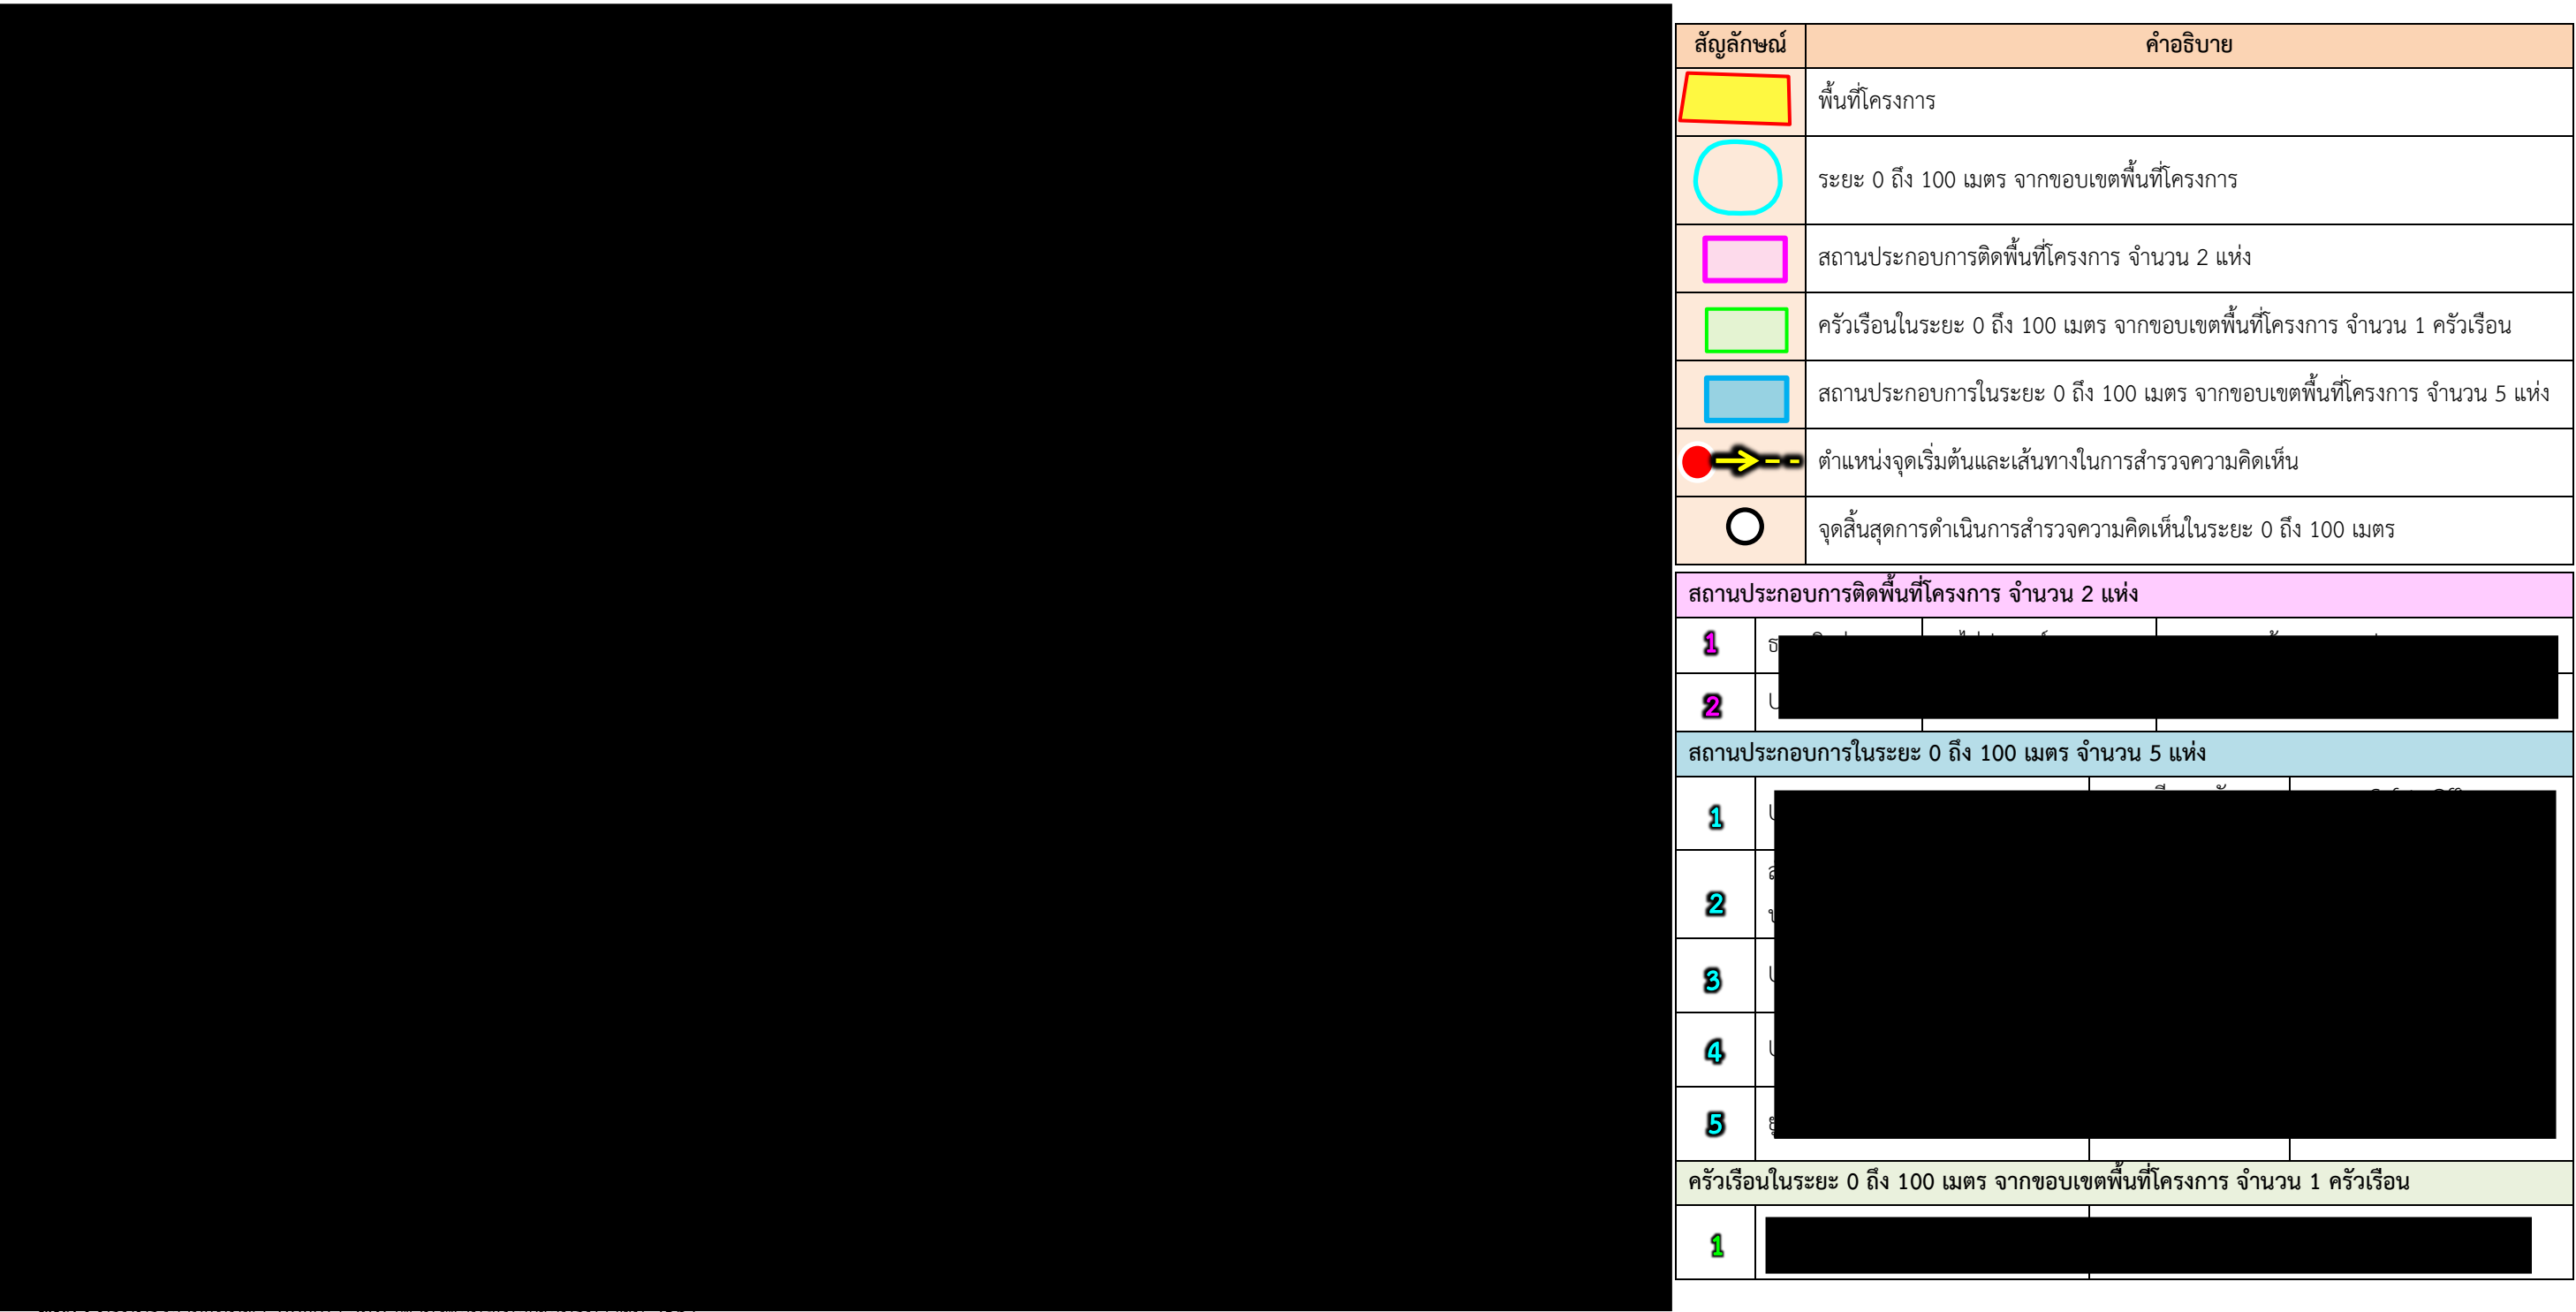 สัญลักษณ์ คำอธิบาย
พื้นที่โครงการ
ระยะ 0 ถึง 100 เมตร จากขอบเขตพื้นที่โครงการ
สถานประกอบการติดพื้นที่โครงการ จำนวน 2 แห่ง
ครัวเรือนในระยะ 0 ถึง 100 เมตร จากขอบเขตพื้นที่โครงการ จำนวน 1 ครัวเรือน
สถานประกอบการในระยะ 0 ถึง 100 เมตร จากขอบเขตพื้นที่โครงการ จำนวน 5 แห่ง
ตำแหน่งจุดเริ่มต้นและเส้นทางในการสำรวจความคิดเห็น
จุดสิ้นสุดการดำเนินการสำรวจความคิดเห็นในระยะ 0 ถึง 100 เมตร
สถานประกอบการติดพื้นที่โครงการ จำนวน 2 แห่ง
1
2
สถานประกอบการในระยะ 0 ถึง 100 เมตร จำนวน 5 แห่ง
1
2
3
4
5
ครัวเรือนในระยะ 0 ถึง 100 เมตร จากขอบเขตพื้นที่โครงการ จำนวน 1 ครัวเรือน
1